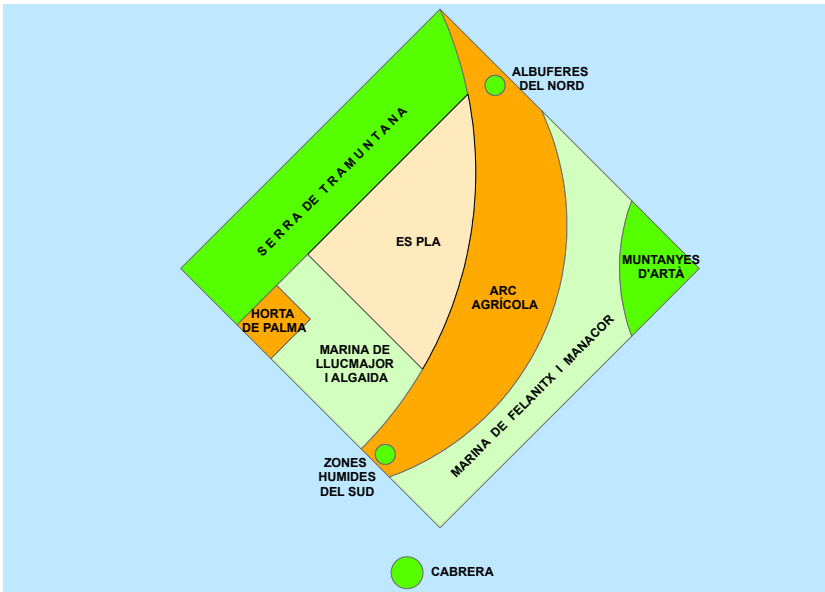 ALBUFERES
DEL NORD
SERRA DE TRAMUNTANA
ES PLA
MUNTANYES
D'ARTÀ
ARC
AGRÍCOLA
HORTA
DE PALMA
MARINA DE
LLUCMAJOR
I ALGAIDA
MARINA DE FELANITX I MANACOR
ZONES
HUMIDES
DEL SUD
CABRERA